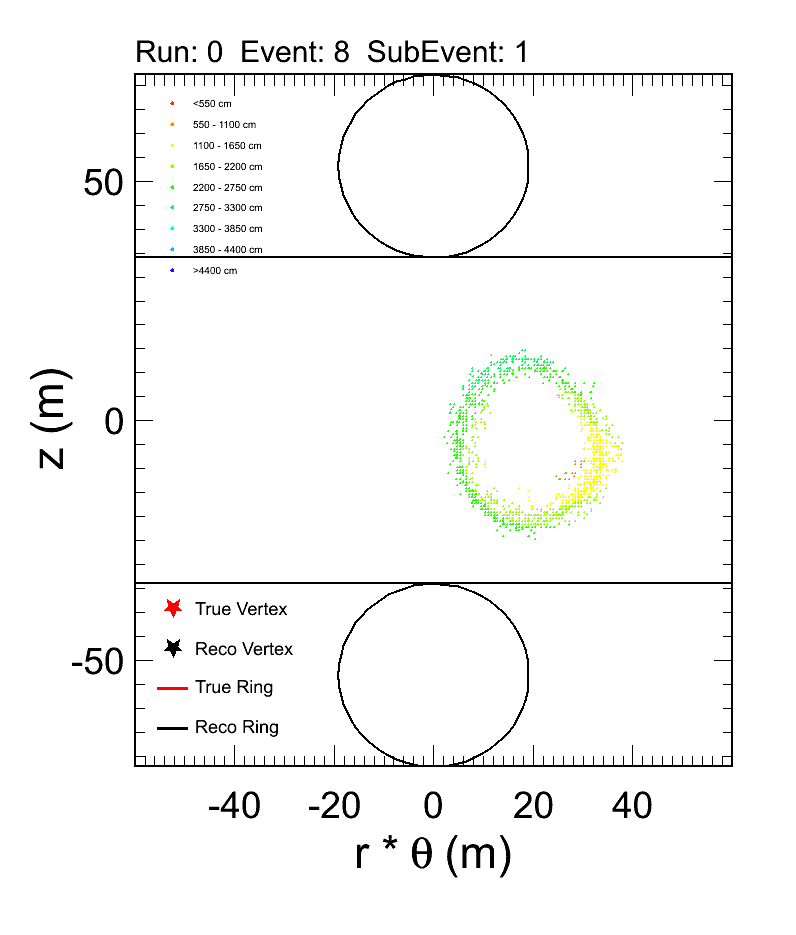 Run: 0  Event: 8  SubEvent: 1
<550 cm
550 - 1100 cm
1100 - 1650 cm
1650 - 2200 cm
2200 - 2750 cm
2750 - 3300 cm
3300 - 3850 cm
3850 - 4400 cm
>4400 cm
50
0
-50
z (m)
True Vertex
Reco Vertex
True Ring
Reco Ring
-40 -20 0 20 40
r * θ (m)